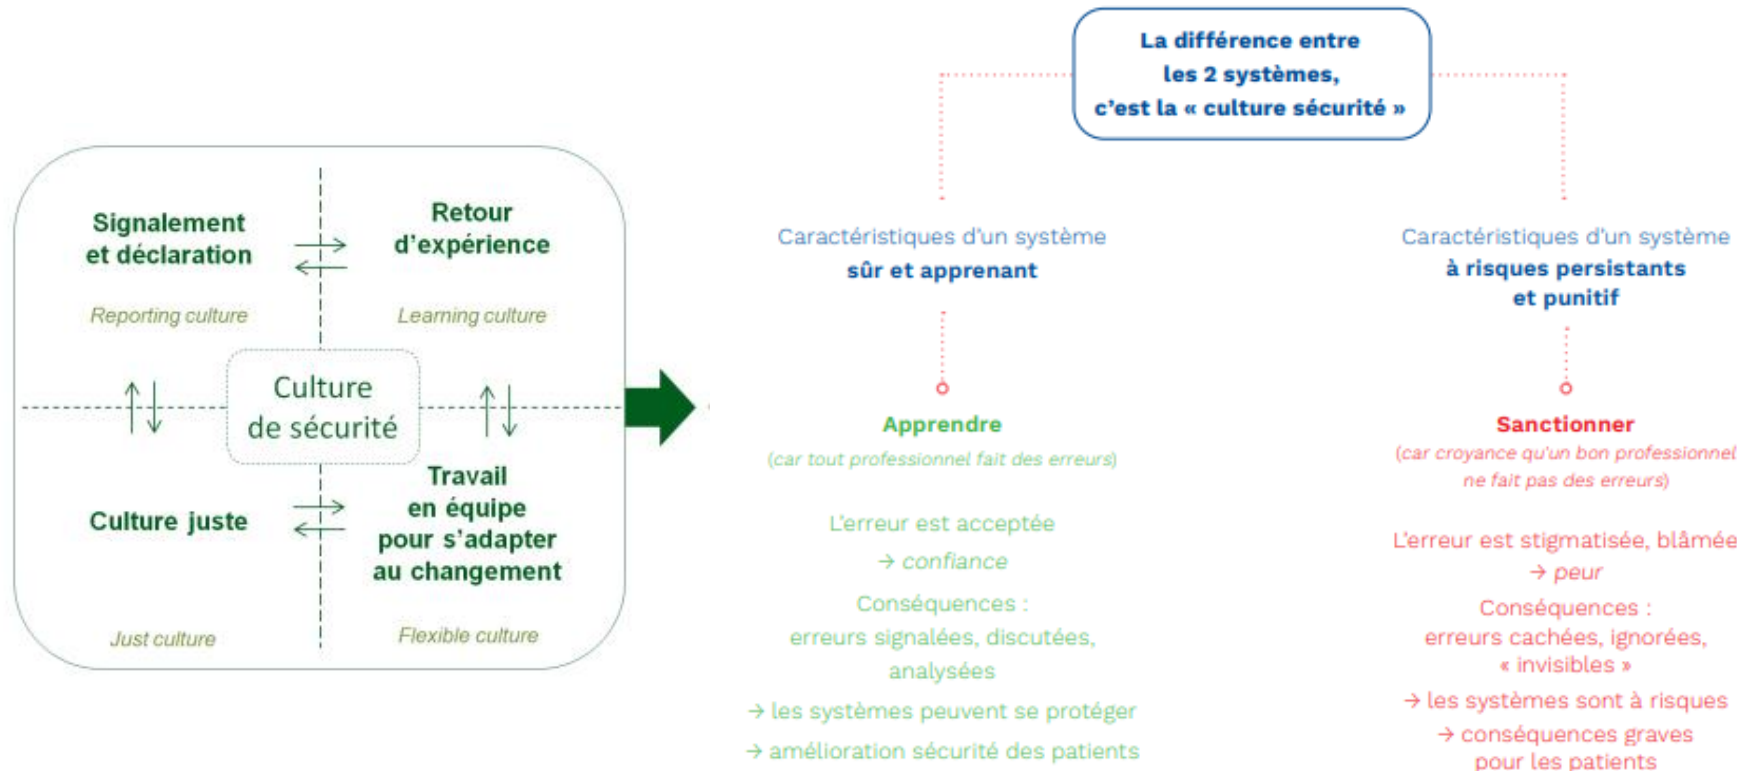 Signalement
et déclaration
Reporting culture
Retour
d'expérience
Learning culture
Culture
de sécurité
Culture juste
Just culture
Travail
en équipe
pour s'adapter
au changement
Flexible culture
La différence entre
les 2 systèmes,
c'est la « culture sécurité »
Caractéristiques d'un système
sûr et apprenant
Apprendre
(car tout professionnel fait des erreurs)
L'erreur est acceptée
→ confiance
Conséquences :
erreurs signalées, discutées,
analysées
→ les systèmes peuvent se protéger
→ amélioration sécurité des patients
Caractéristiques d'un système
à risques persistants
et punitif
Sanctionner
(car croyance qu'un bon professionnel
ne fait pas des erreurs)
L'erreur est stigmatisée, blâmée
→ peur
Conséquences :
erreurs cachées, ignorées,
« invisibles »
→ les systèmes sont à risques
→ conséquences graves
pour les patients